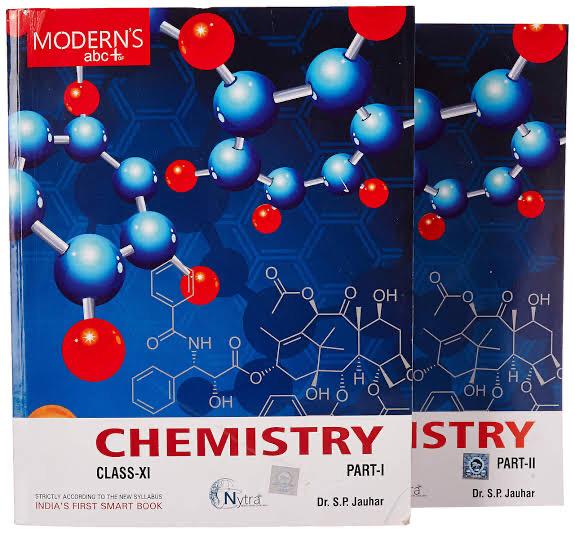 MODERN'S
abc+
OF
CHEMISTRY
CLASS-XI
PART-I
STRICTLY ACCORDING TO THE NEW SYLLABUS
INDIA'S FIRST SMART BOOK
Nytra
Dr. S.P. Jauhar
O
O
O
OH
O
NH
O
O
OH
OH
O
H
O
O
O
OH
OH
O
H
O
ISTRY
PART-II
Dr. S.P. Jauhar